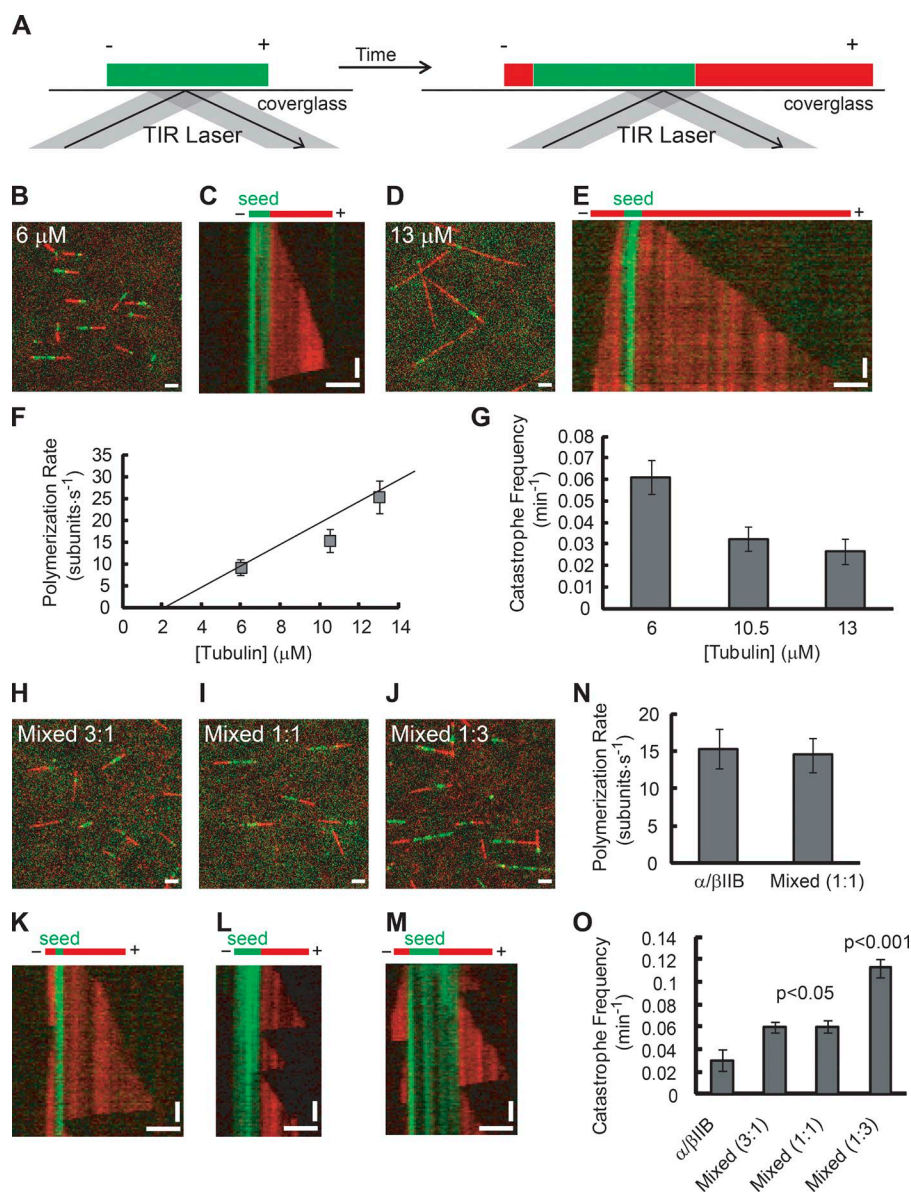 A
- +
Time
- +
coverglass
coverglass
TIR Laser
TIR Laser
B C seed D E seed
– +
– +
6 μM
13 μM
F
Polymerization Rate
(subunits·s⁻¹)
35
30
25
20
15
10
5
0
0 2 4 6 8 10 12 14
[Tubulin] (μM)
G
Catastrophe Frequency
(min⁻¹)
0.08
0.07
0.06
0.05
0.04
0.03
0.02
0.01
0
6 10.5 13
[Tubulin] (μM)
H I J
Mixed 3:1
Mixed 1:1
Mixed 1:3
N
Polymerization Rate
(subunits·s⁻¹)
20
15
10
5
0
α/βIIB Mixed (1:1)
K L M
seed seed seed
– +
– +
– +
O
Catastrophe Frequency
(min⁻¹)
0.14
0.12
0.10
0.08
0.06
0.04
0.02
0
p<0.001
p<0.05
α/βIIB
Mixed (3:1)
Mixed (1:1)
Mixed (1:3)